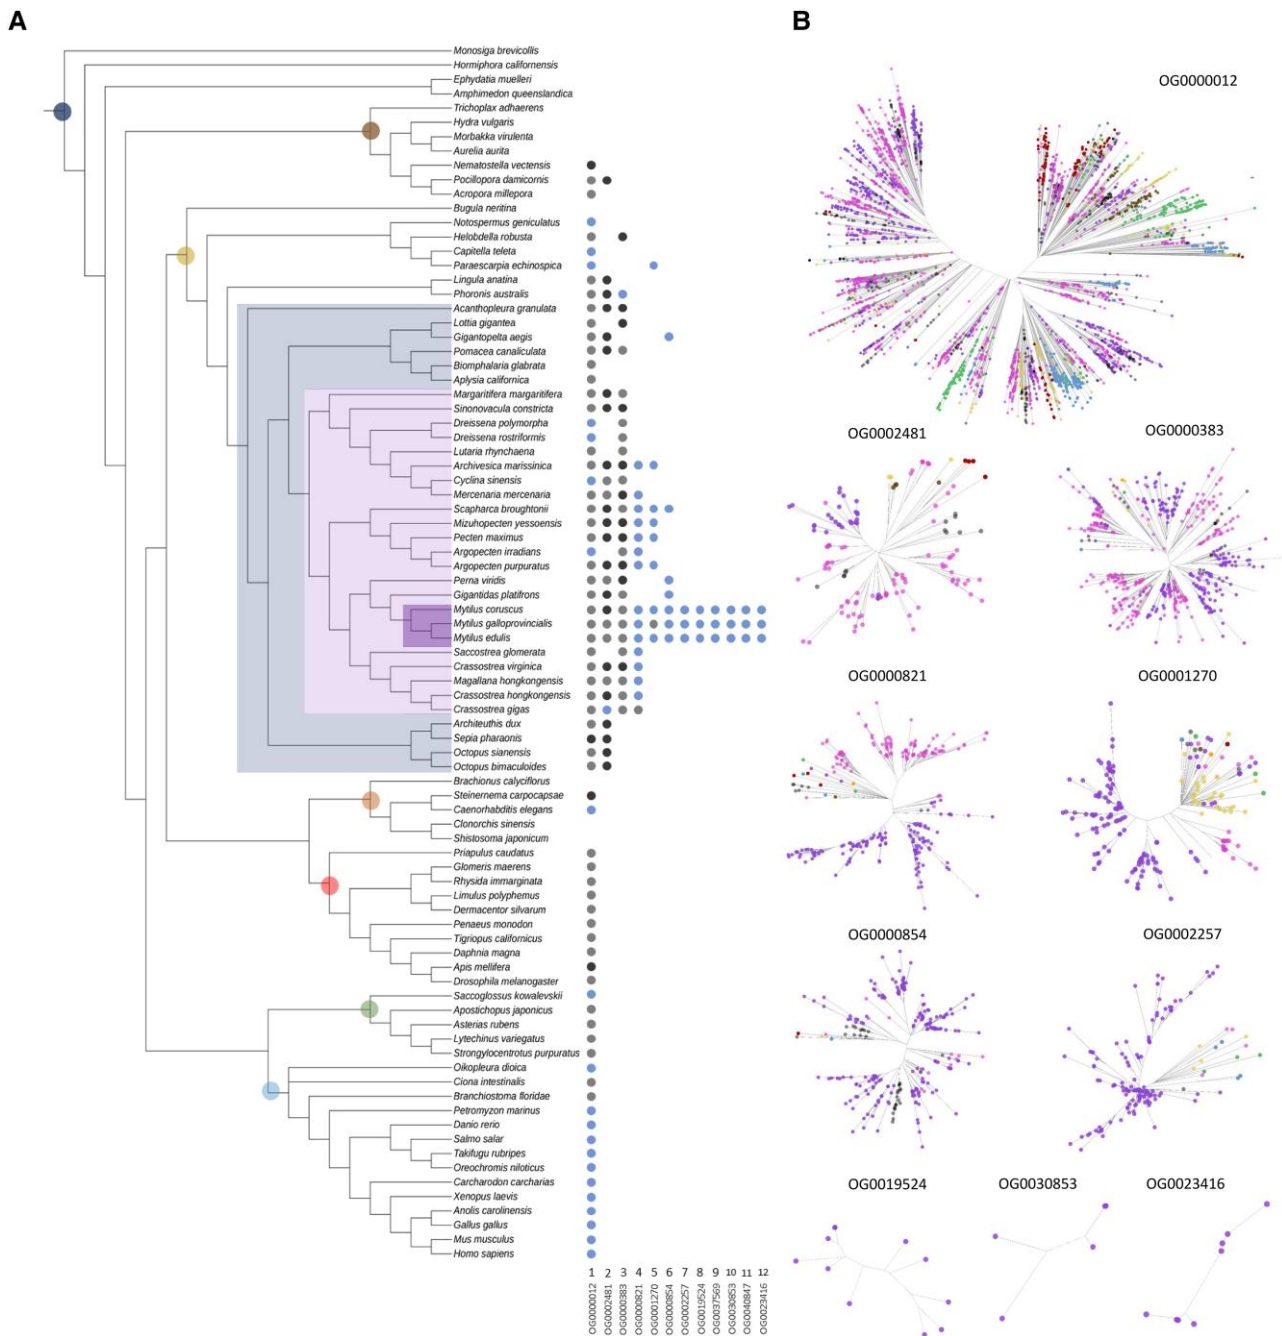 A
B
Monosiga brevicollis
Hormiphora californensis
Ephydatia muelleri
Amphimedon queenslandica
Trichoplax adhaerens
Hydra vulgaris
Morbakka virulenta
Aurelia aurita
Nematostella vectensis
Pocillopora damicornis
Acropora millepora
Bugula neritina
Notospermus geniculatus
Helobdella robusta
Capitella teleta
Paraescarpia echinospica
Lingula anatina
Phoronis australis
Acanthopleura granulata
Lottia gigantea
Gigantopelta aegis
Pomacea canaliculata
Biomphalaria glabrata
Aplysia californica
Margaritifera margaritifera
Sinonovacula constricta
Dreissena polymorpha
Dreissena rostriformis
Lutaria rhynchaena
Archivesica marissinica
Cyclina sinensis
Mercenaria mercenaria
Scapharca broughtonii
Mizuhopecten yessoensis
Pecten maximus
Argopecten irradians
Argopecten purpuratus
Perna viridis
Gigantidas platifrons
Mytilus coruscus
Mytilus galloprovincialis
Mytilus edulis
Saccostrea glomerata
Crassostrea virginica
Magallana hongkongensis
Crassostrea hongkongensis
Crassostrea gigas
Architeuthis dux
Sepia pharaonis
Octopus sianensis
Octopus bimaculoides
Brachionus calyciflorus
Steinernema carpocapsae
Caenorhabditis elegans
Clonorchis sinensis
Shistosoma japonicum
Priapulus caudatus
Glomeris maerens
Rhysida immarginata
Limulus polyphemus
Dermacentor silvarum
Penaeus monodon
Tigriopus californicus
Daphnia magna
Apis mellifera
Drosophila melanogaster
Saccoglossus kowalevskii
Apostichopus japonicus
Asterias rubens
Lytechinus variegatus
Strongylocentrotus purpuratus
Oikopleura dioica
Ciona intestinalis
Branchiostoma floridae
Petromyzon marinus
Danio rerio
Salmo salar
Takifugu rubripes
Oreochromis niloticus
Carcharodon carcharias
Xenopus laevis
Anolis carolinensis
Gallus gallus
Mus musculus
Homo sapiens
1 2 3 4 5 6 7 8 9 10 11 12
OG0000012
OG0002481
OG0000383
OG0000821
OG0001270
OG0000854
OG0002257
OG0019524
OG0037569
OG0030853
OG0040847
OG0023416
OG0000012
OG0002481
OG0000383
OG0000821
OG0001270
OG0000854
OG0002257
OG0019524
OG0030853
OG0023416